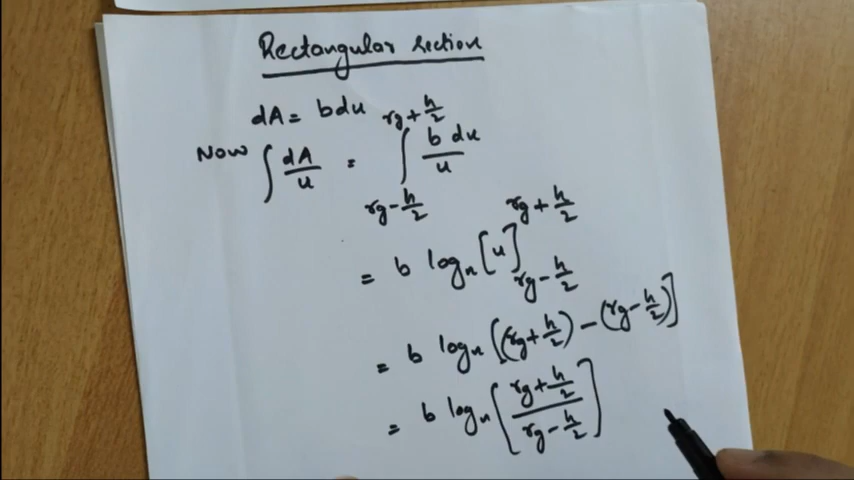 Rectangular section
dA = b du
Now ∫ dA/u = ∫_{rg - h/2}^{rg + h/2} b du/u
= b logn [u]_{rg - h/2}^{rg + h/2}
= b logn [(rg + h/2) - (rg - h/2)]
= b logn [(rg + h/2)/(rg - h/2)]